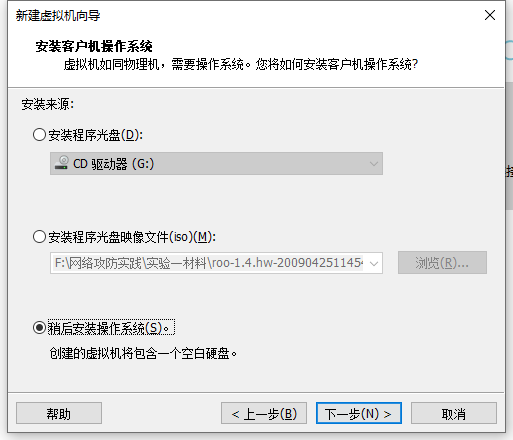 新建虚拟机向导
安装客户机操作系统
虚拟机如同物理机，需要操作系统。您将如何安装客户机操作系统?
安装来源:
安装程序光盘(D):
CD 驱动器 (G:)
安装程序光盘映像文件(iso)(M):
F:\网络攻防实践\实验一材料\roo-1.4.hw-2009042511454
浏览(R)...
稍后安装操作系统(S)。
创建的虚拟机将包含一个空白硬盘。
帮助
< 上一步(B)
下一步(N) >
取消